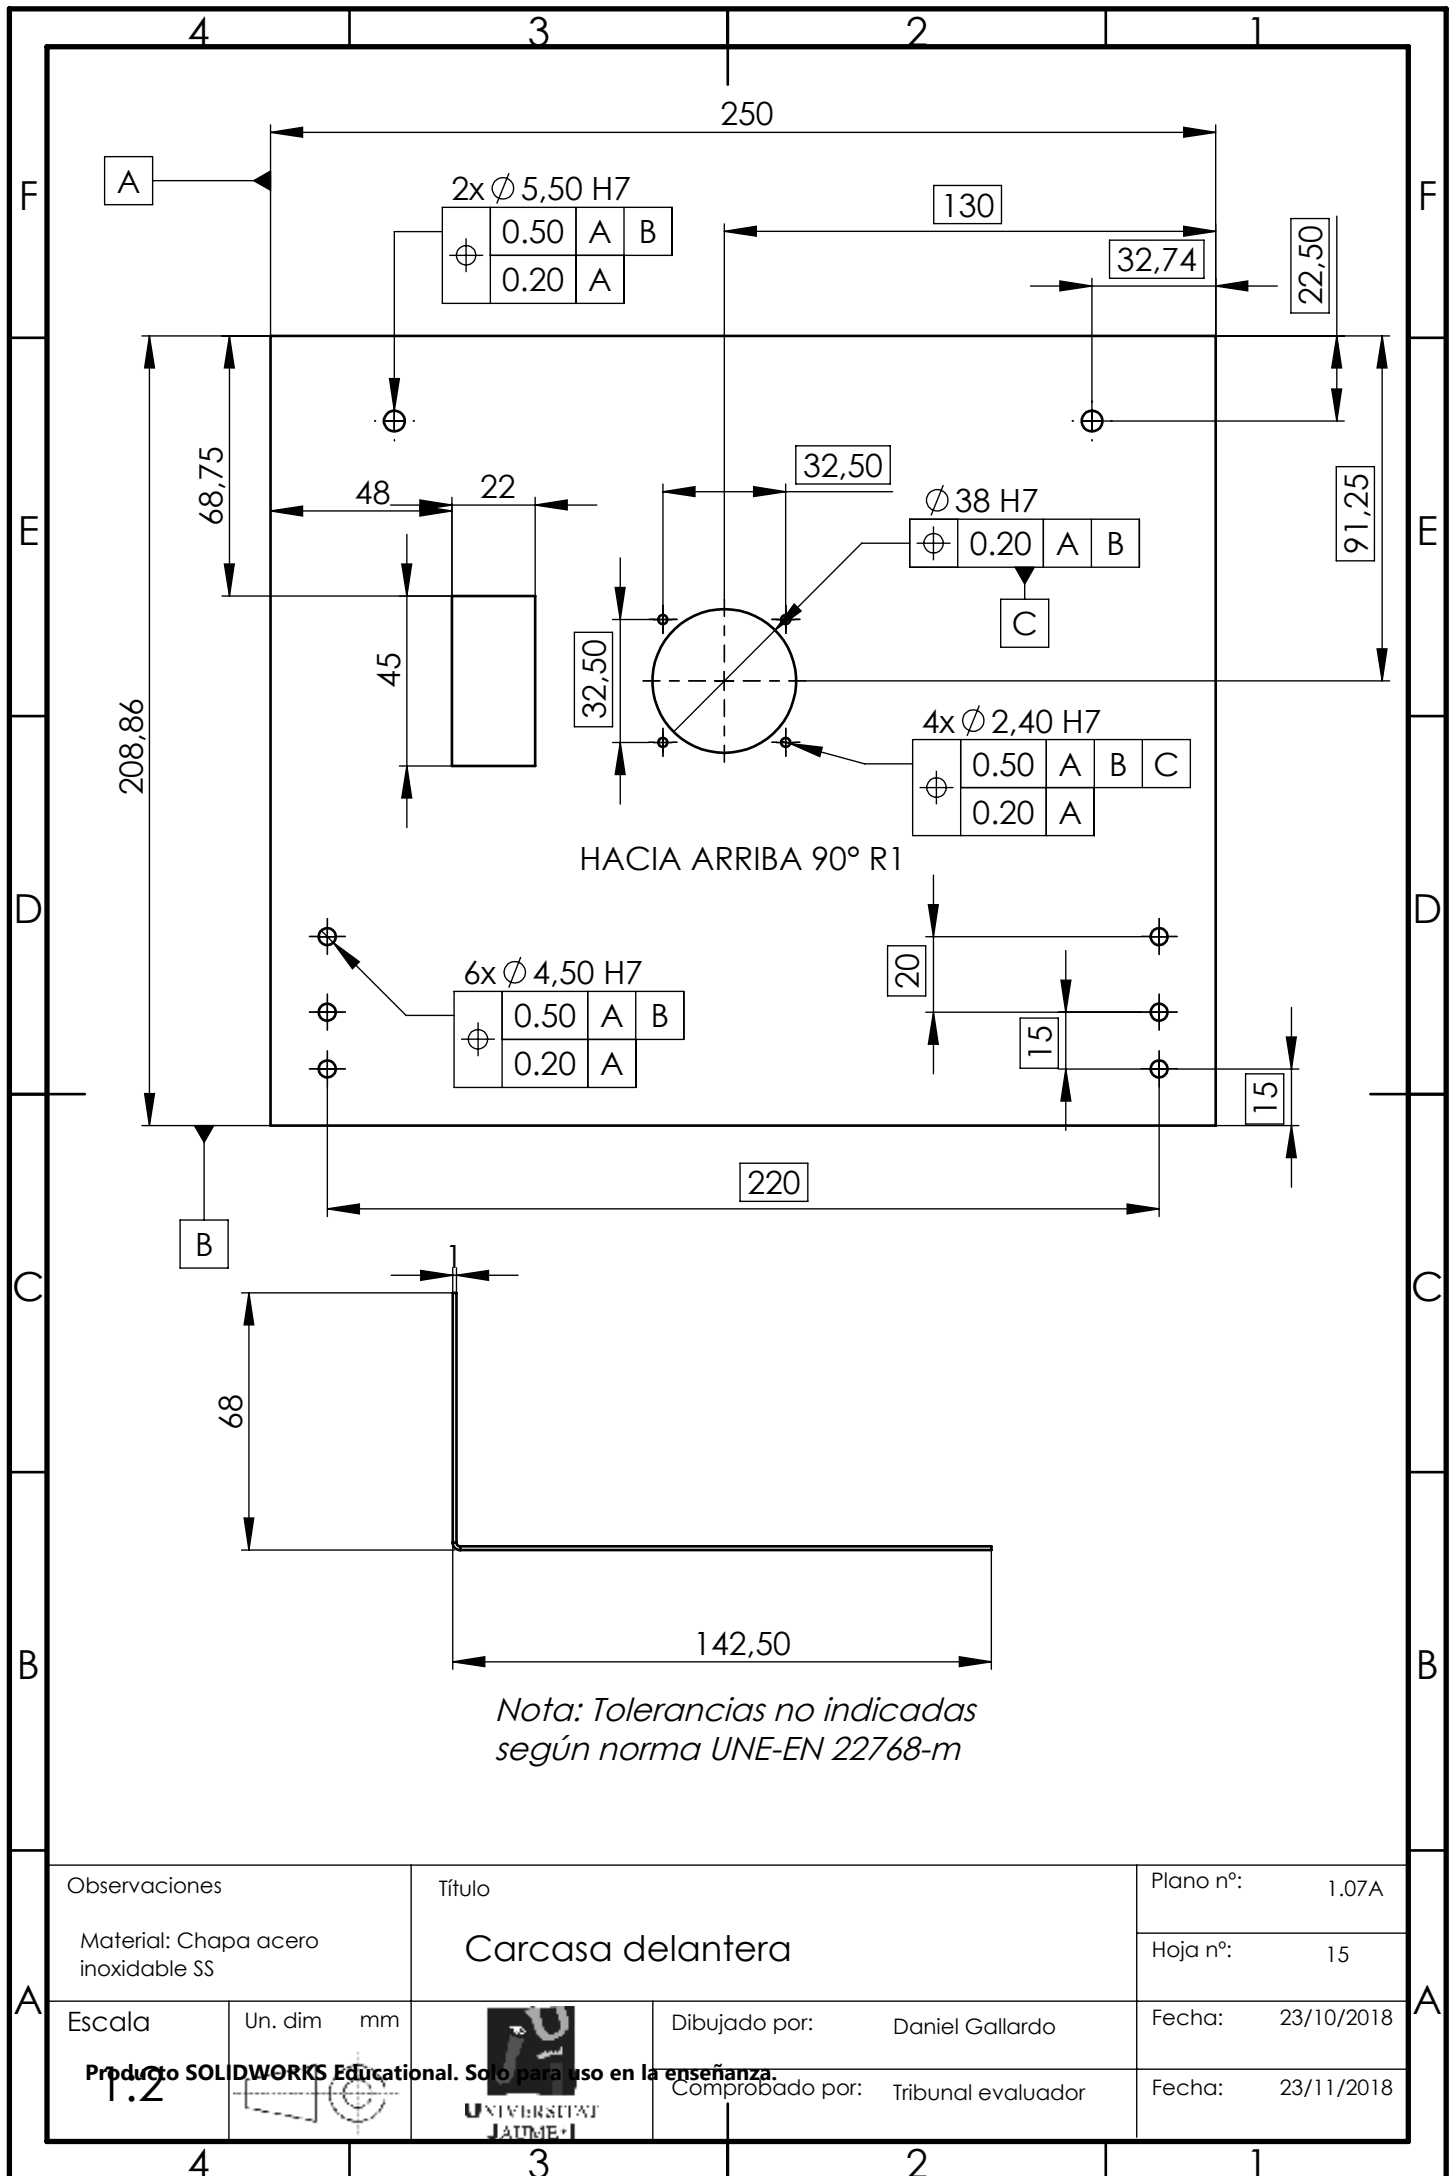 4 3 2 1
250
A
F F
2x ∅ 5,50 H7
0.50 A B
0.20 A
130
32,74
22,50
68,75
48 22
32,50
∅ 38 H7
0.20 A B
C
91,25
E E
45
32,50
208,86
4x ∅ 2,40 H7
0.50 A B C
0.20 A
HACIA ARRIBA 90° R1
D D
20
6x ∅ 4,50 H7
0.50 A B
0.20 A
15
15
220
B
1
C C
68
142,50
B B
Nota: Tolerancias no indicadas
según norma UNE-EN 22768-m
Observaciones
Título
Plano nº: 1.07A
Material: Chapa acero
inoxidable SS
Carcasa delantera
Hoja nº: 15
A A
Escala
Un. dim mm
Dibujado por: Daniel Gallardo
Fecha: 23/10/2018
Producto SOLIDWORKS Educational. Solo para uso en la enseñanza.
1:2
Comprobado por: Tribunal evaluador
Fecha: 23/11/2018
UNIVERSITAT
JAUME•I
4 3 2 1